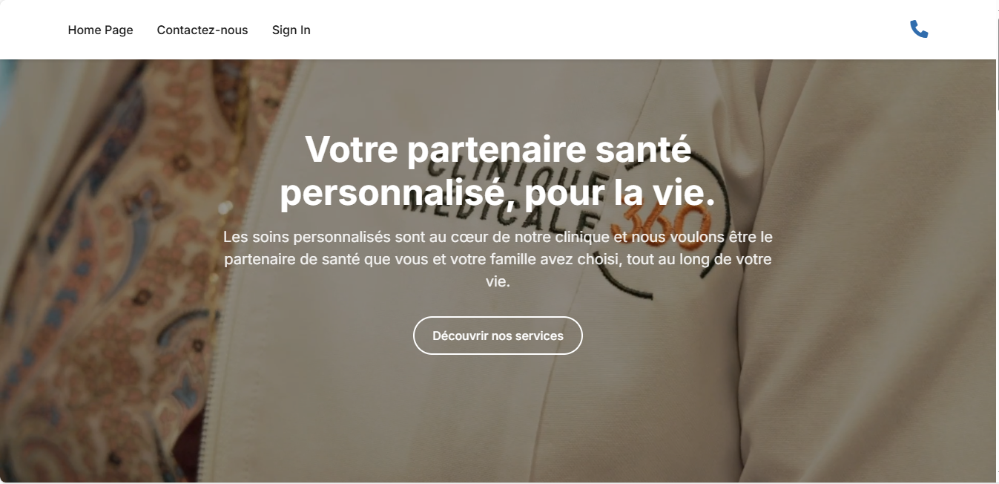 Home Page
Contactez-nous
Sign In
Votre partenaire santé
personnalisé, pour la vie.
CLINIQUE
MÉDICALE 360
Les soins personnalisés sont au cœur de notre clinique et nous voulons être le
partenaire de santé que vous et votre famille avez choisi, tout au long de votre
vie.
Découvrir nos services